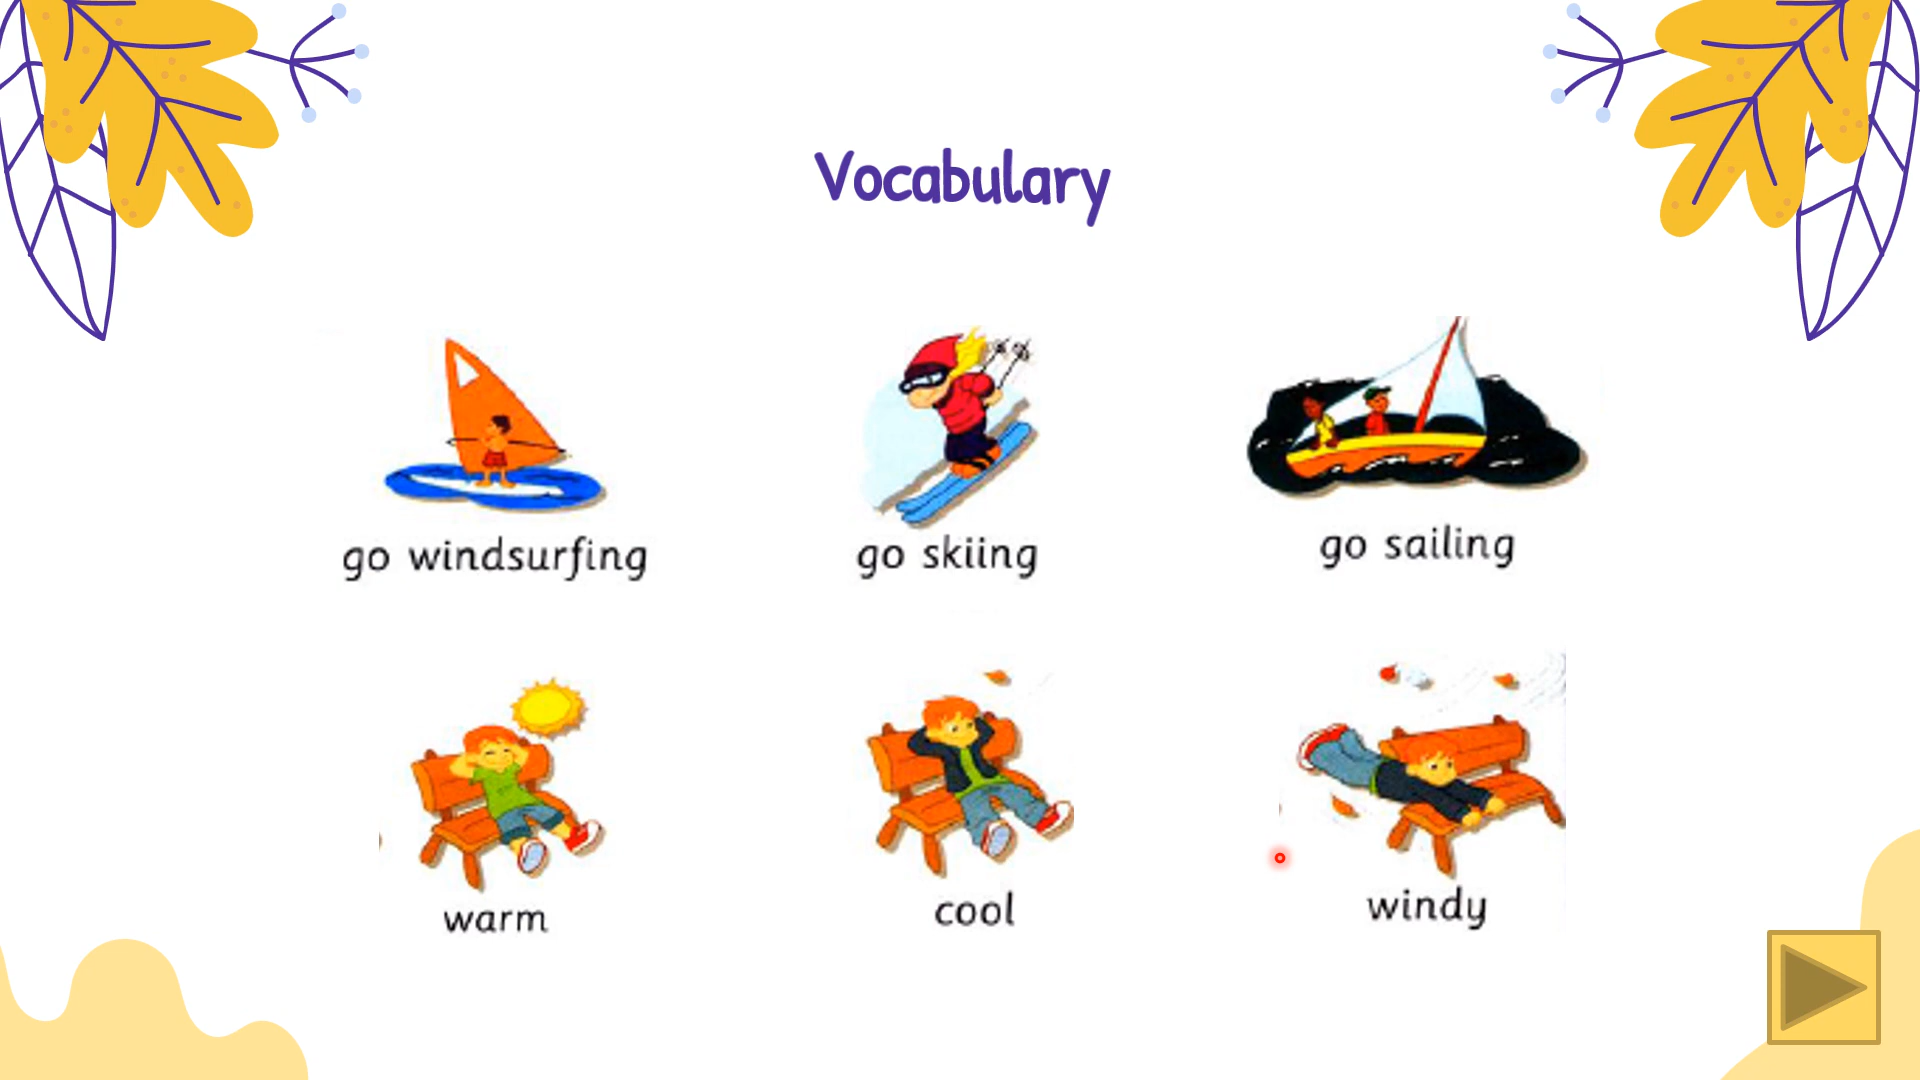 Vocabulary
go windsurfing
go skiing
go sailing
warm
cool
windy